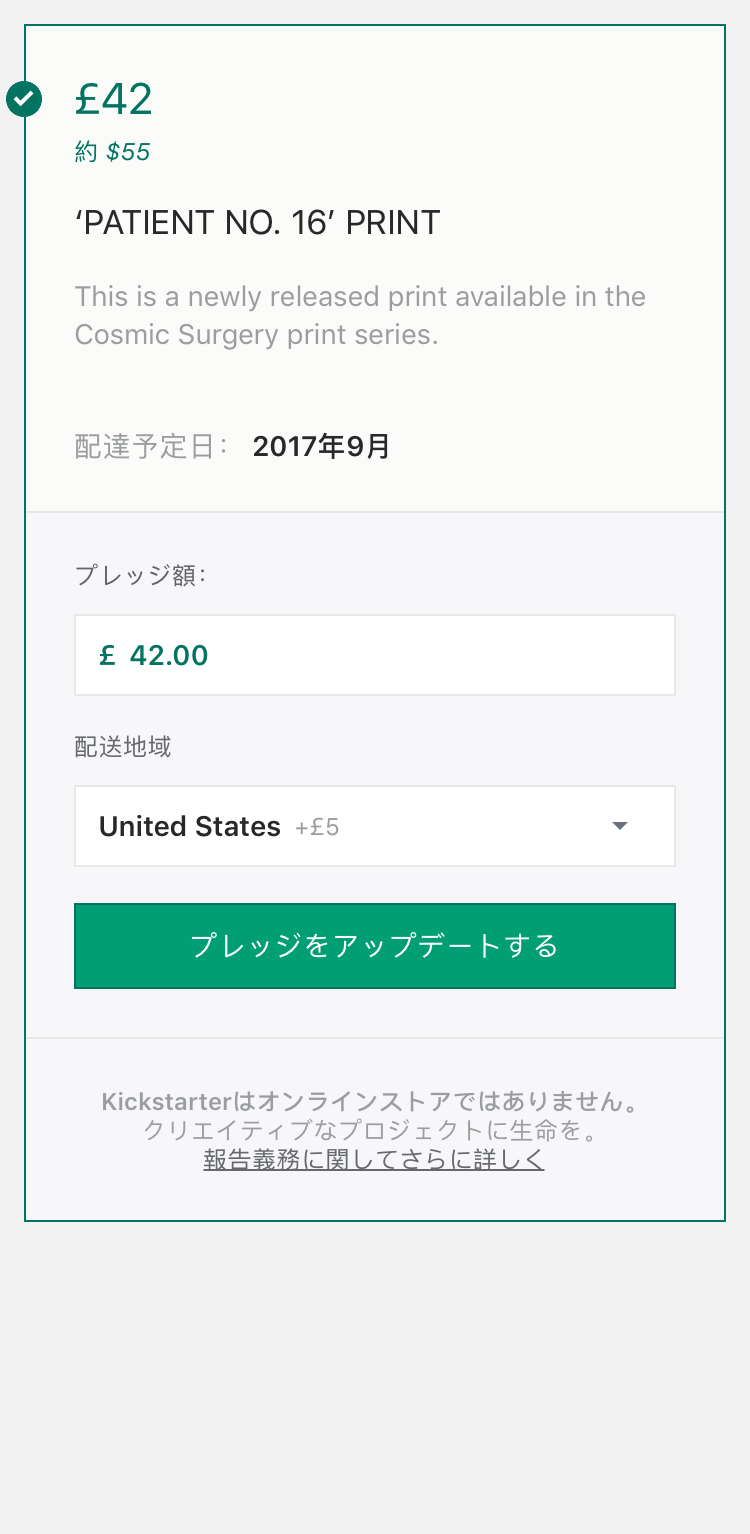 £42
約 $55
‘PATIENT NO. 16’ PRINT
This is a newly released print available in the
Cosmic Surgery print series.
配達予定日: 2017年9月
プレッジ額:
£ 42.00
配送地域
United States +£5
プレッジをアップデートする
Kickstarterはオンラインストアではありません。
クリエイティブなプロジェクトに生命を。
報告義務に関してさらに詳しく